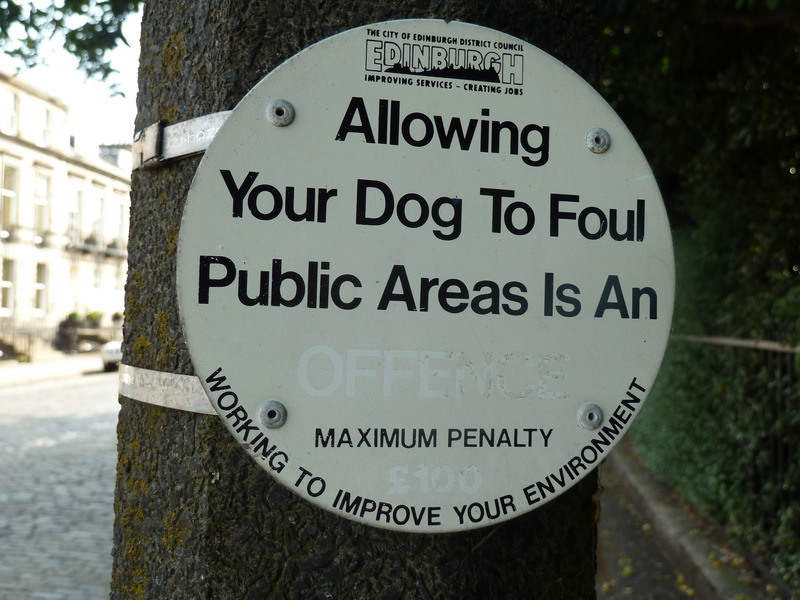 THE CITY OF EDINBURGH DISTRICT COUNCIL
EDINBURGH
IMPROVING SERVICES – CREATING JOBS
Allowing
Your Dog To Foul
Public Areas Is An
OFFENCE
MAXIMUM PENALTY
£100
WORKING TO IMPROVE YOUR ENVIRONMENT